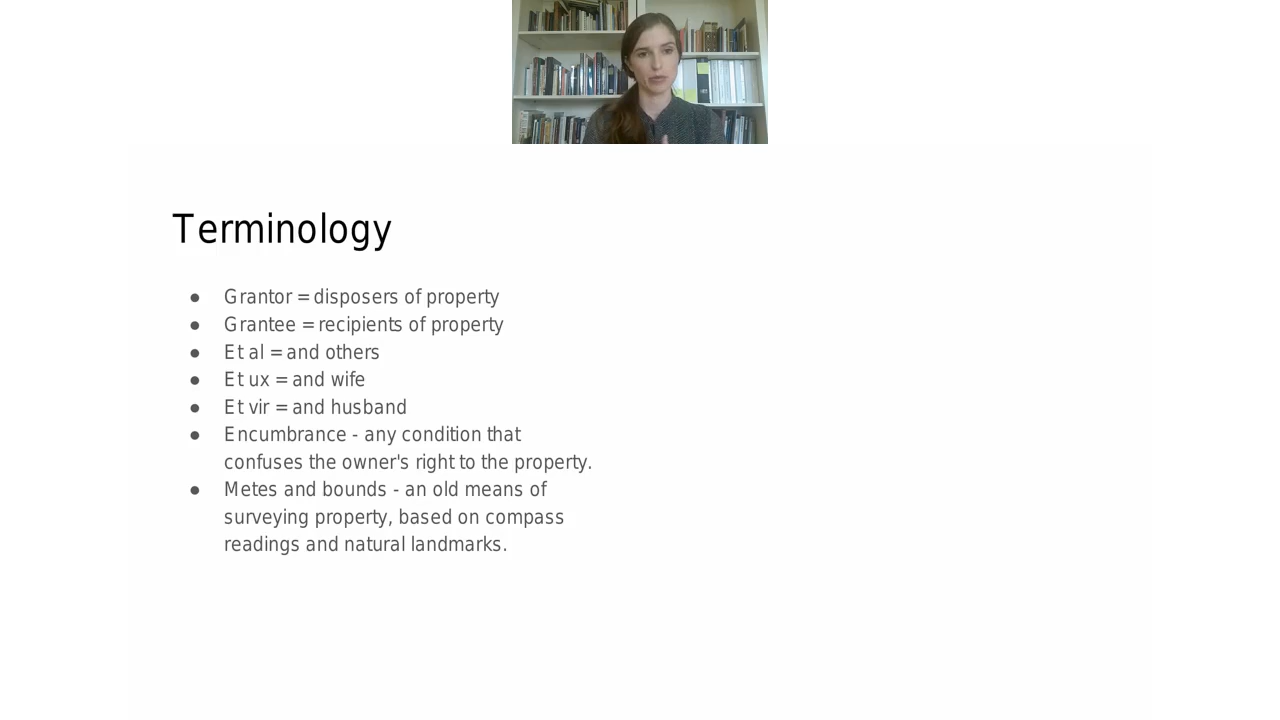 Terminology
● Grantor = disposers of property
● Grantee = recipients of property
● Et al = and others
● Et ux = and wife
● Et vir = and husband
● Encumbrance - any condition that
confuses the owner's right to the property.
● Metes and bounds - an old means of
surveying property, based on compass
readings and natural landmarks.